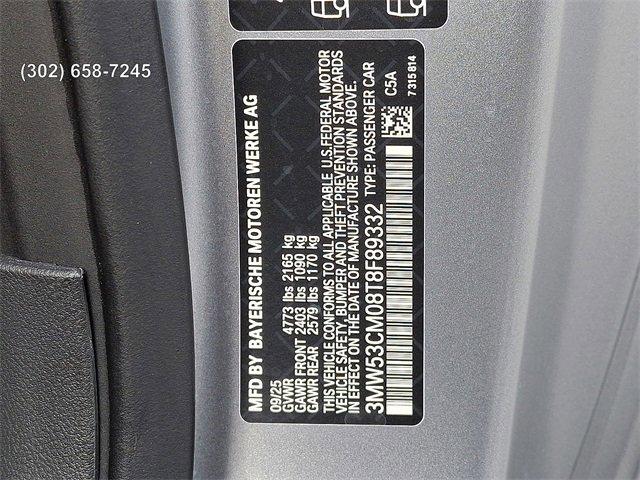 (302) 658-7245
MFD BY BAYERISCHE MOTOREN WERKE AG
09/25
GVWR 4773 lbs 2165 kg
GAWR FRONT 2403 lbs 1090 kg
GAWR REAR 2579 lbs 1170 kg
THIS VEHICLE CONFORMS TO ALL APPLICABLE U.S.FEDERAL MOTOR
VEHICLE SAFETY, BUMPER AND THEFT PREVENTION STANDARDS
IN EFFECT ON THE DATE OF MANUFACTURE SHOWN ABOVE.
3MW53CM08T8F89332 TYPE: PASSENGER CAR
C5A
7315814